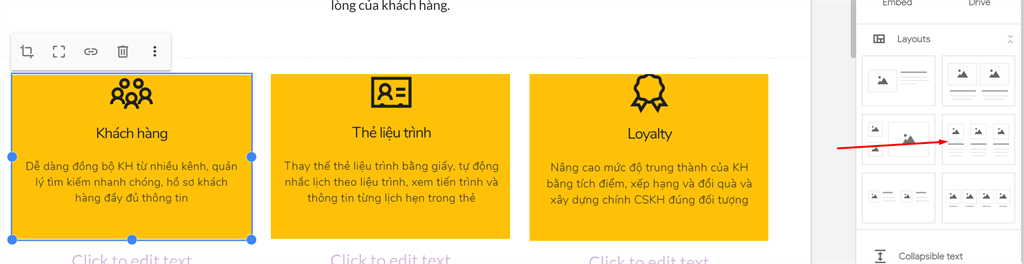 lòng của khách hàng.
Embed
Drive
Layouts
Khách hàng
Dễ dàng đồng bộ KH từ nhiều kênh, quản
lý tìm kiếm nhanh chóng, hồ sơ khách
hàng đầy đủ thông tin
Thẻ liệu trình
Thay thế thẻ liệu trình bằng giấy, tự động
nhắc lịch theo liệu trình, xem tiến trình và
thông tin từng lịch hẹn trong thẻ
Loyalty
Nâng cao mức độ trung thành của KH
bằng tích điểm, xếp hạng và đổi quà và
xây dựng chính CSKH đúng đối tượng
Click to edit text
Click to edit text
Click to edit text
Collapsible text